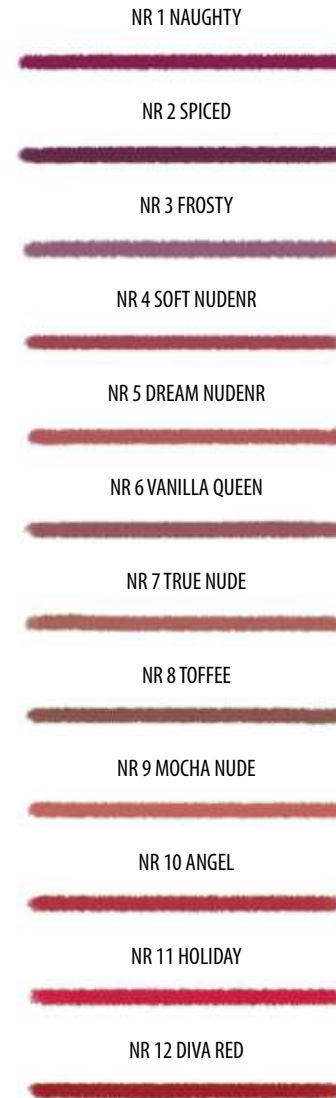 NR 1 NAUGHTY
NR 2 SPICED
NR 3 FROSTY
NR 4 SOFT NUDENR
NR 5 DREAM NUDENR
NR 6 VANILLA QUEEN
NR 7 TRUE NUDE
NR 8 TOFFEE
NR 9 MOCHA NUDE
NR 10 ANGEL
NR 11 HOLIDAY
NR 12 DIVA RED